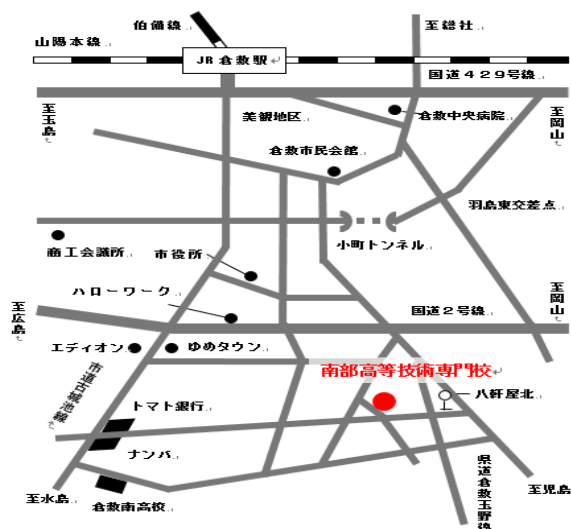 伯備線
至総社
山陽本線
JR倉敷駅
国道429号線
至玉島
美観地区
倉敷中央病院
至岡山
倉敷市民会館
羽島東交差点
小町トンネル
商工会議所
市役所
至広島
ハローワーク
国道2号線
至岡山
エディオン
ゆめタウン
市道古城池線
南部高等技術専門校
八軒屋北
トマト銀行
ナンバ
県道倉敷玉野線
至水島
倉敷南高校
至児島